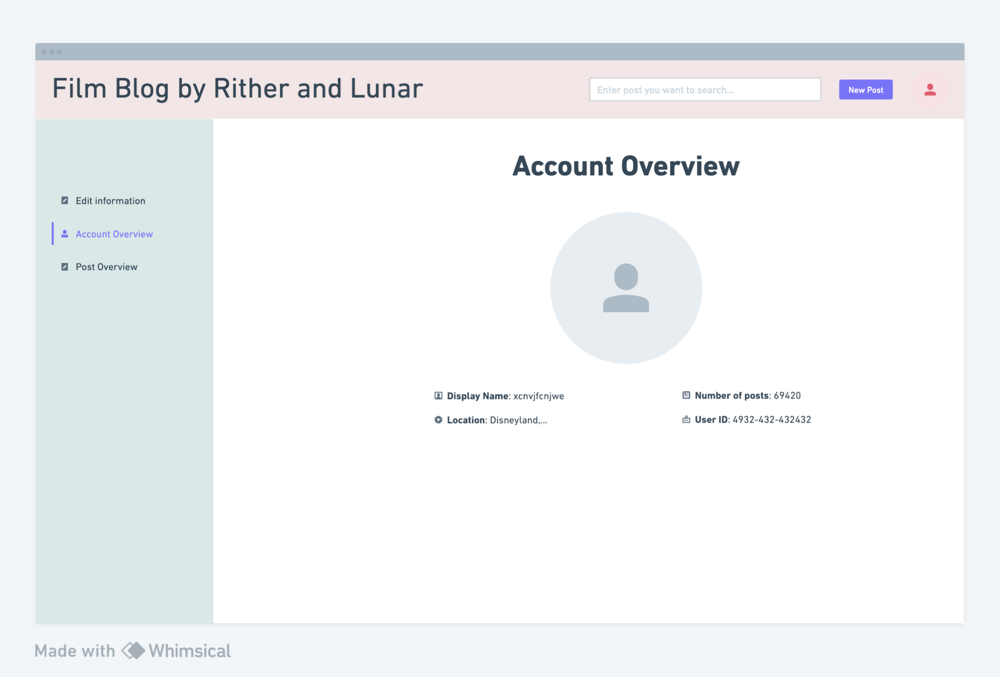 Film Blog by Rither and Lunar
Enter post you want to search...
New Post
Edit information
Account Overview
Post Overview
Account Overview
Display Name: xcnvjfcnjwe
Number of posts: 69420
Location: Disneyland,...
User ID: 4932-432-432432
Made with Whimsical